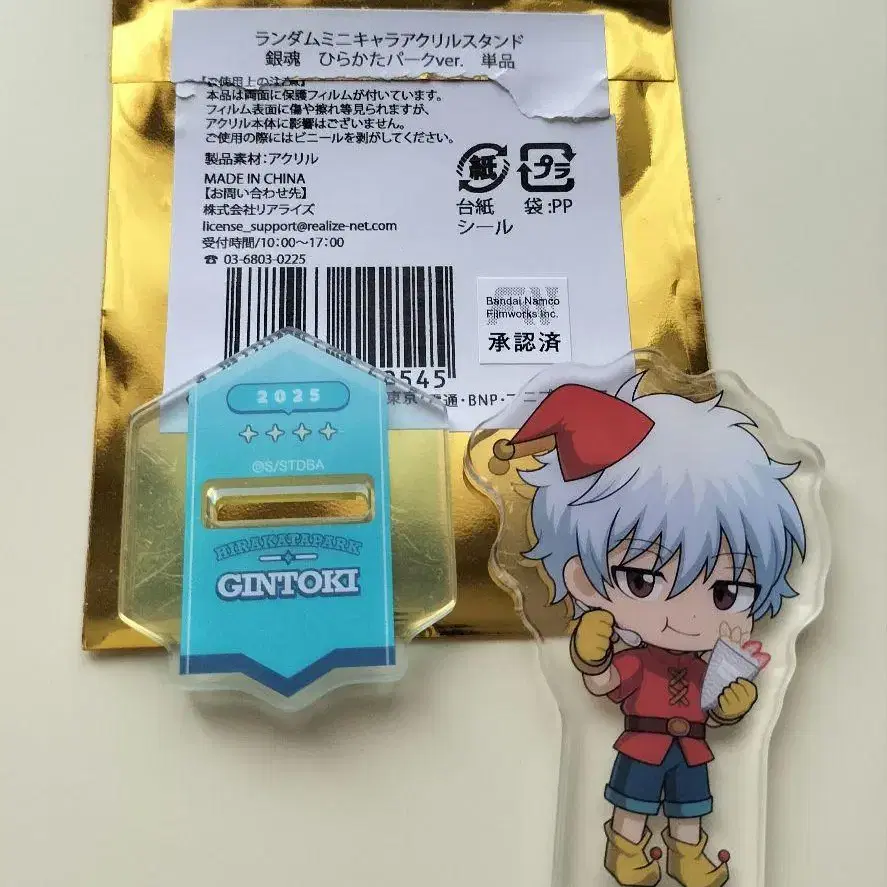 ランダムミニキャラアクリルスタンド
銀魂 ひらかたパークver. 単品
【ご使用上の注意】
本品は両面に保護フィルムが付いています。
フィルム表面に傷や擦れ等見られますが、
アクリル本体に影響はございません。
ご使用の際にはビニールを剥がしてください。
製品素材:アクリル
MADE IN CHINA
【お問い合わせ先】
株式会社リアライズ
license_support@realize-net.com
受付時間/10:00〜17:00
☎ 03-6803-0225
紙
プラ
台紙
シール
袋:PP
Bandai Namco
Filmworks Inc.
承認済
8545
東京・電通・BNP・アニプ
2025
©S/STDBA
HIRAKATAPARK
GINTOKI